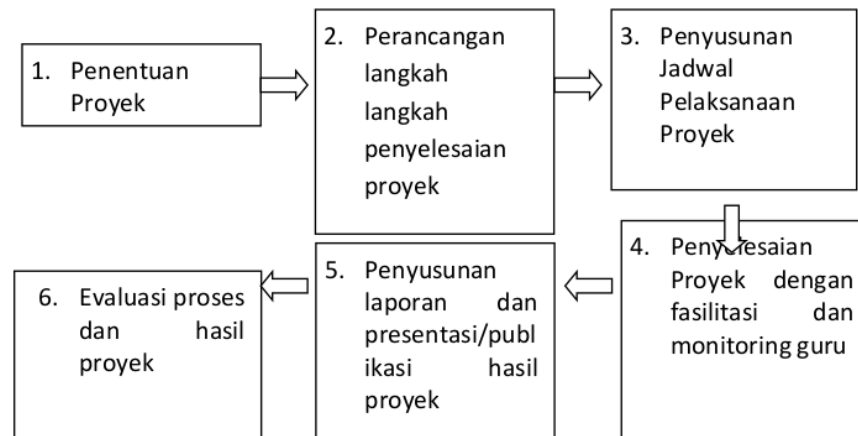 1. Penentuan
Proyek
2. Perancangan
langkah
langkah
penyelesaian
proyek
3. Penyusunan
Jadwal
Pelaksanaan
Proyek
4. Penyelesaian
Proyek dengan
fasilitasi dan
monitoring guru
5. Penyusunan
laporan dan
presentasi/publ
ikasi hasil
proyek
6. Evaluasi proses
dan hasil
proyek